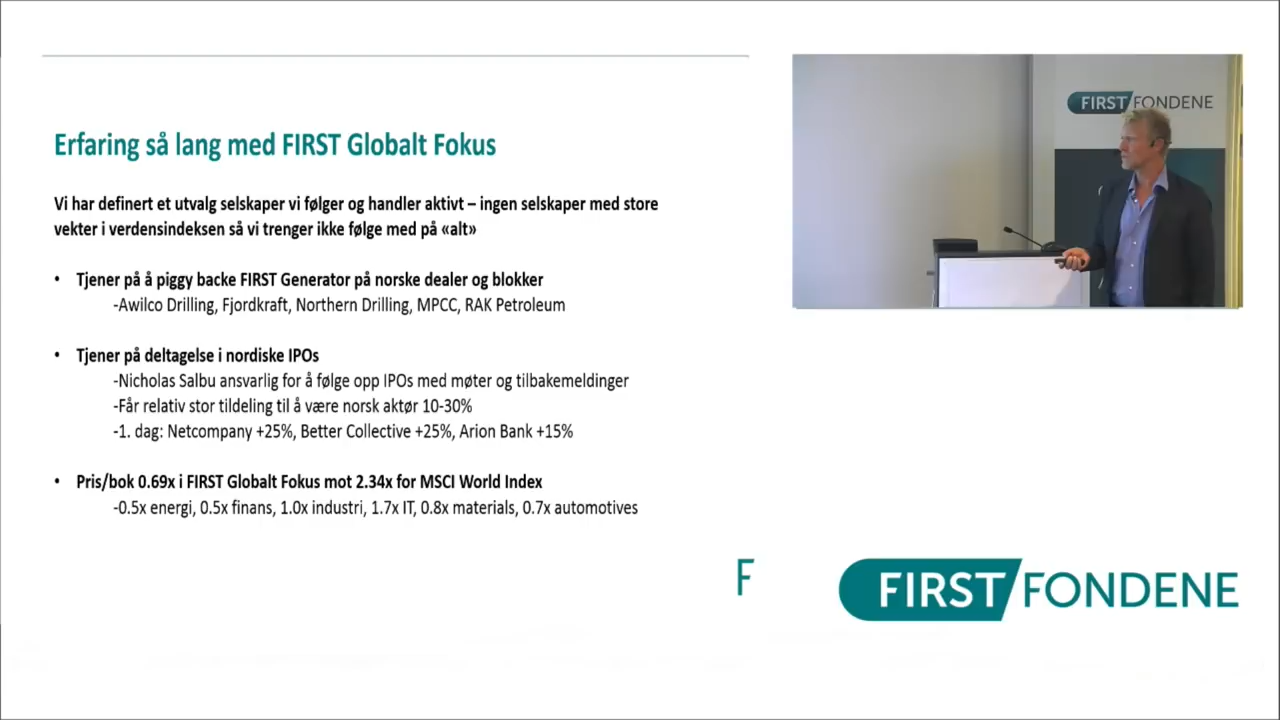 Erfaring så lang med FIRST Globalt Fokus
Vi har definert et utvalg selskaper vi følger og handler aktivt – ingen selskaper med store
vekter i verdensindeksen så vi trenger ikke følge med på «alt»
• Tjener på å piggy backe FIRST Generator på norske dealer og blokker
-Awilco Drilling, Fjordkraft, Northern Drilling, MPCC, RAK Petroleum
• Tjener på deltagelse i nordiske IPOs
-Nicholas Salbu ansvarlig for å følge opp IPOs med møter og tilbakemeldinger
-Får relativ stor tildeling til å være norsk aktør 10-30%
-1. dag: Netcompany +25%, Better Collective +25%, Arion Bank +15%
• Pris/bok 0.69x i FIRST Globalt Fokus mot 2.34x for MSCI World Index
-0.5x energi, 0.5x finans, 1.0x industri, 1.7x IT, 0.8x materials, 0.7x automotives
FIRST FONDENE
F
FIRST FONDENE